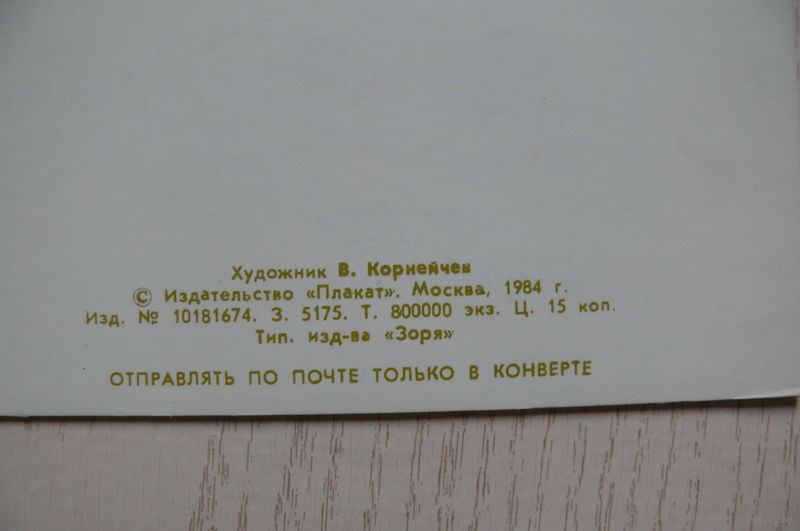 Художник В. Корнейчев
© Издательство «Плакат». Москва, 1984 г.
Изд. № 10181674. З. 5175. Т. 800000 экз. Ц. 15 коп.
Тип. изд-ва «Зоря»
ОТПРАВЛЯТЬ ПО ПОЧТЕ ТОЛЬКО В КОНВЕРТЕ